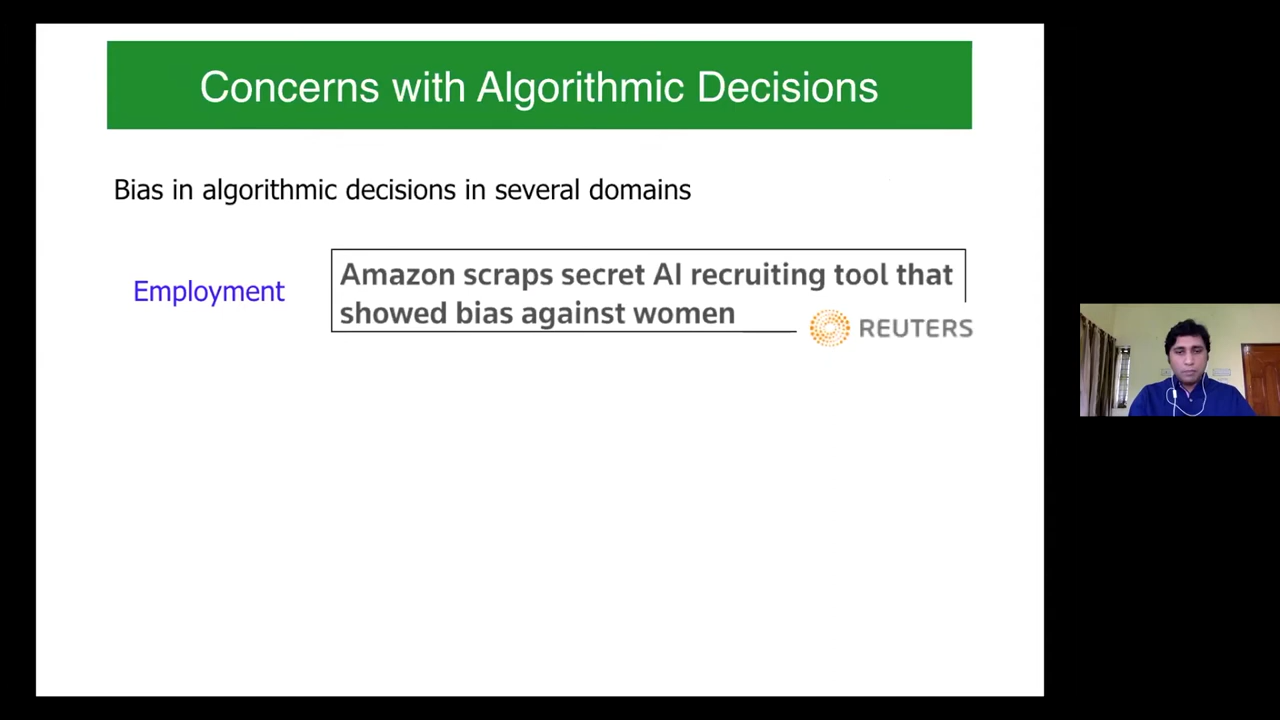 Concerns with Algorithmic Decisions
Bias in algorithmic decisions in several domains
Employment
Amazon scraps secret AI recruiting tool that
showed bias against women
REUTERS